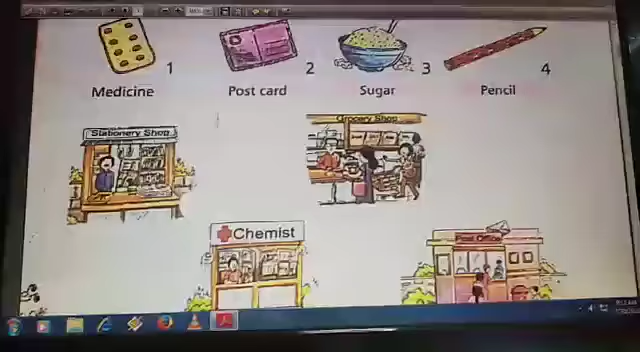 1 2 3 4
Medicine Post card Sugar Pencil
Stationery Shop
Grocery Shop
Chemist
Post Office